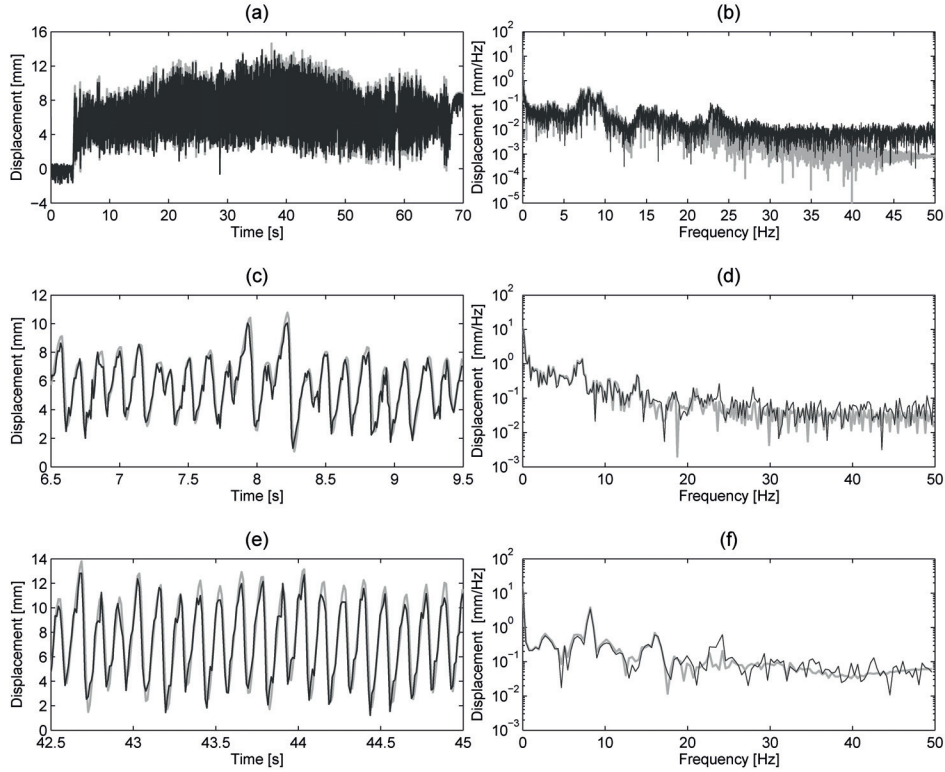 (a)
16
12
8
4
0
−4
Displacement [mm]
0 10 20 30 40 50 60 70
Time [s]
(b)
10^2
10^1
10^0
10^−1
10^−2
10^−3
10^−4
10^−5
Displacement [mm/Hz]
0 5 10 15 20 25 30 35 40 45 50
Frequency [Hz]
(c)
12
10
8
6
4
2
0
Displacement [mm]
6.5 7 7.5 8 8.5 9 9.5
Time [s]
(d)
10^2
10^1
10^0
10^−1
10^−2
10^−3
Displacement [mm/Hz]
0 10 20 30 40 50
Frequency [Hz]
(e)
14
12
10
8
6
4
2
0
Displacement [mm]
42.5 43 43.5 44 44.5 45
Time [s]
(f)
10^2
10^1
10^0
10^−1
10^−2
10^−3
Displacement [mm/Hz]
0 10 20 30 40 50
Frequency [Hz]